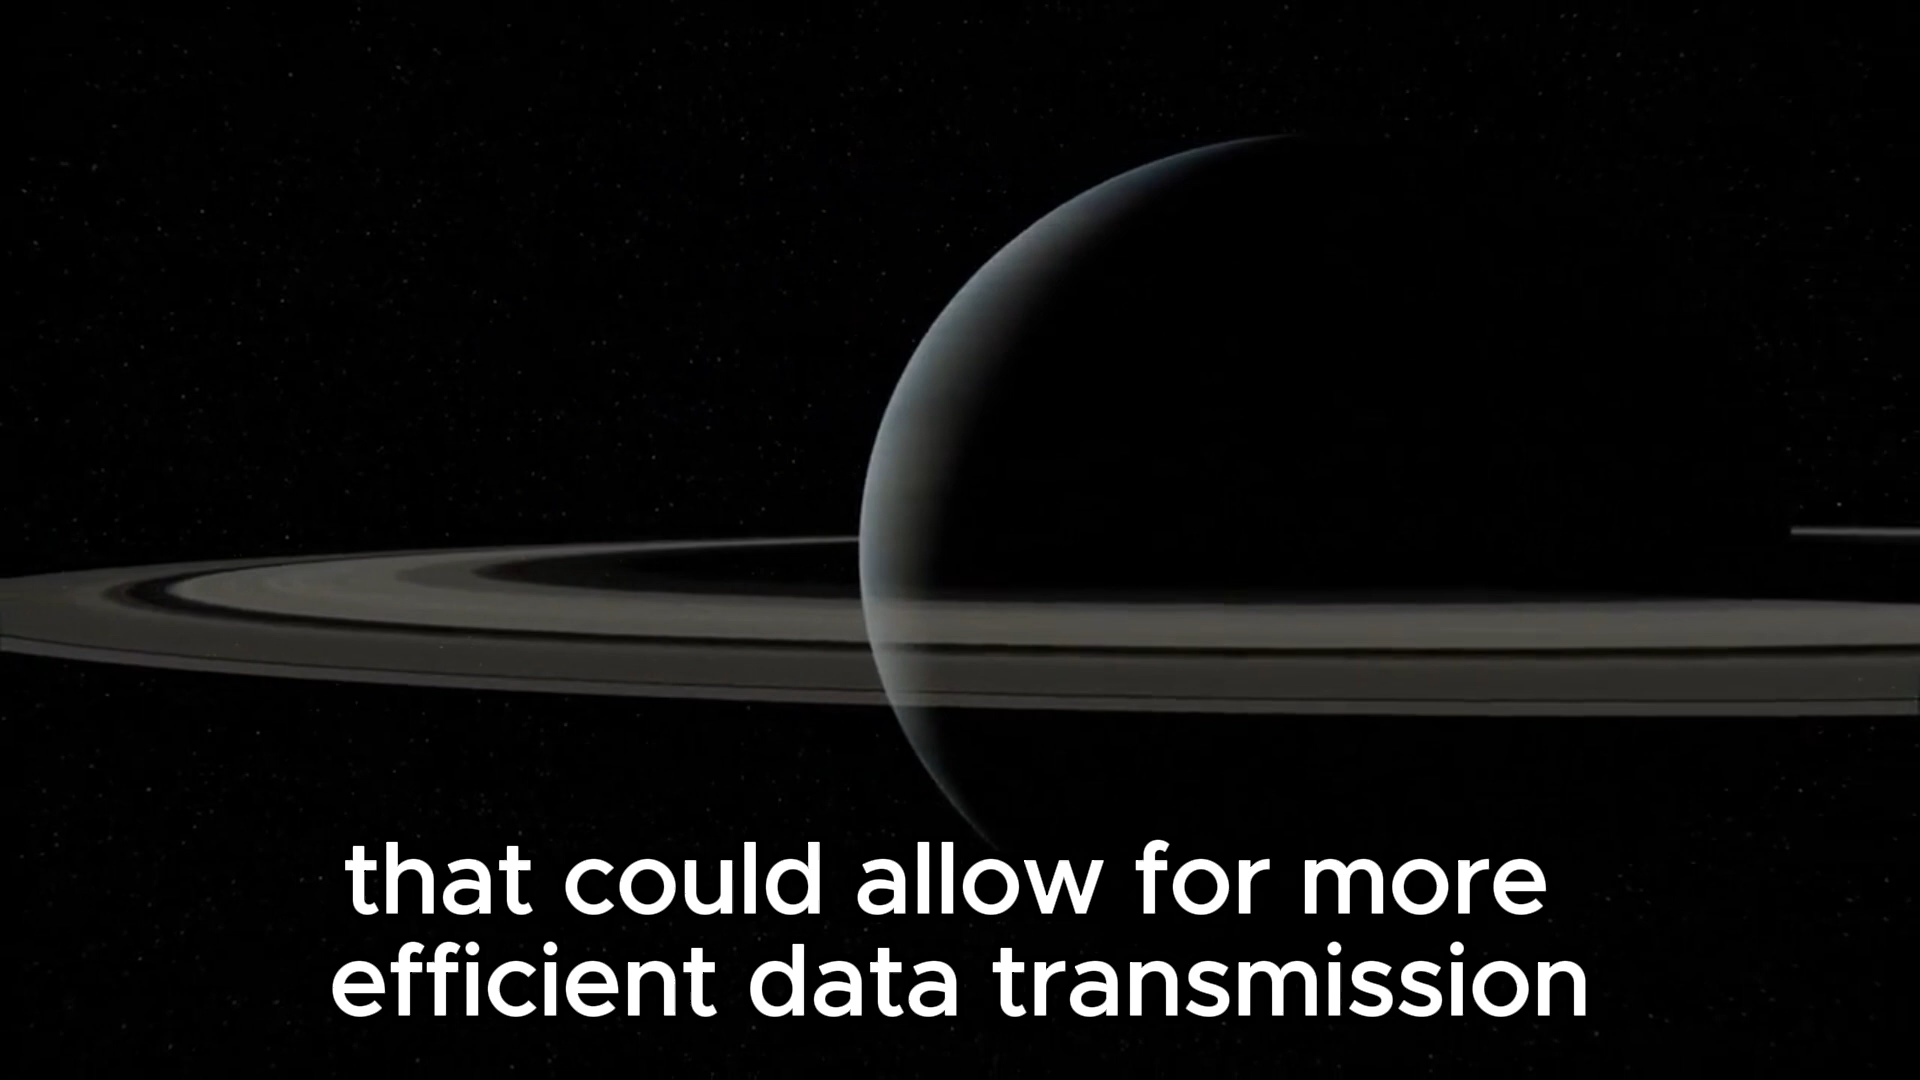 that could allow for more
efficient data transmission